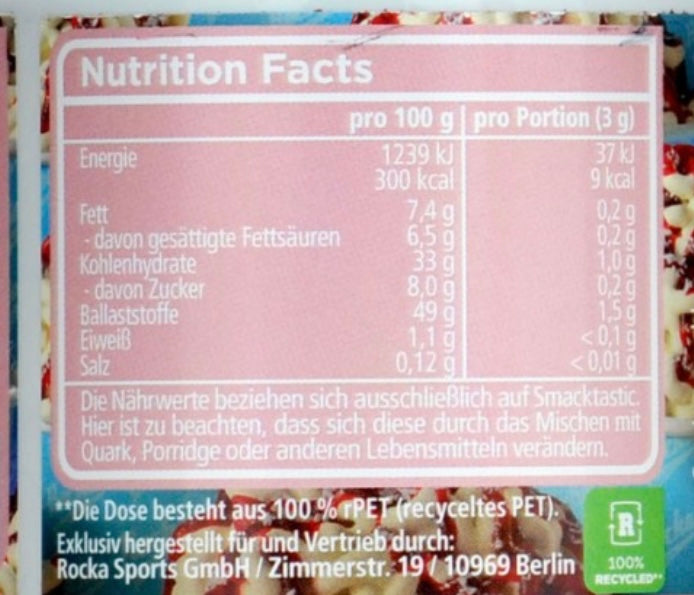 Nutrition Facts
pro 100 g pro Portion (3 g)
Energie 1239 kJ 37 kJ
300 kcal 9 kcal
Fett 7,4 g 0,2 g
- davon gesättigte Fettsäuren 6,5 g 0,2 g
Kohlenhydrate 33 g 1,0 g
- davon Zucker 8,0 g 0,2 g
Ballaststoffe 49 g 1,5 g
Eiweiß 1,1 g <0,1 g
Salz 0,12 g <0,01 g
Die Nährwerte beziehen sich ausschließlich auf Smacktastic.
Hier ist zu beachten, dass sich diese durch das Mischen mit
Quark, Porridge oder anderen Lebensmitteln verändern.
**Die Dose besteht aus 100 % rPET (recyceltes PET).
Exklusiv hergestellt für und Vertrieb durch:
Rocka Sports GmbH / Zimmerstr. 19 / 10969 Berlin
R
100%
RECYCLED**